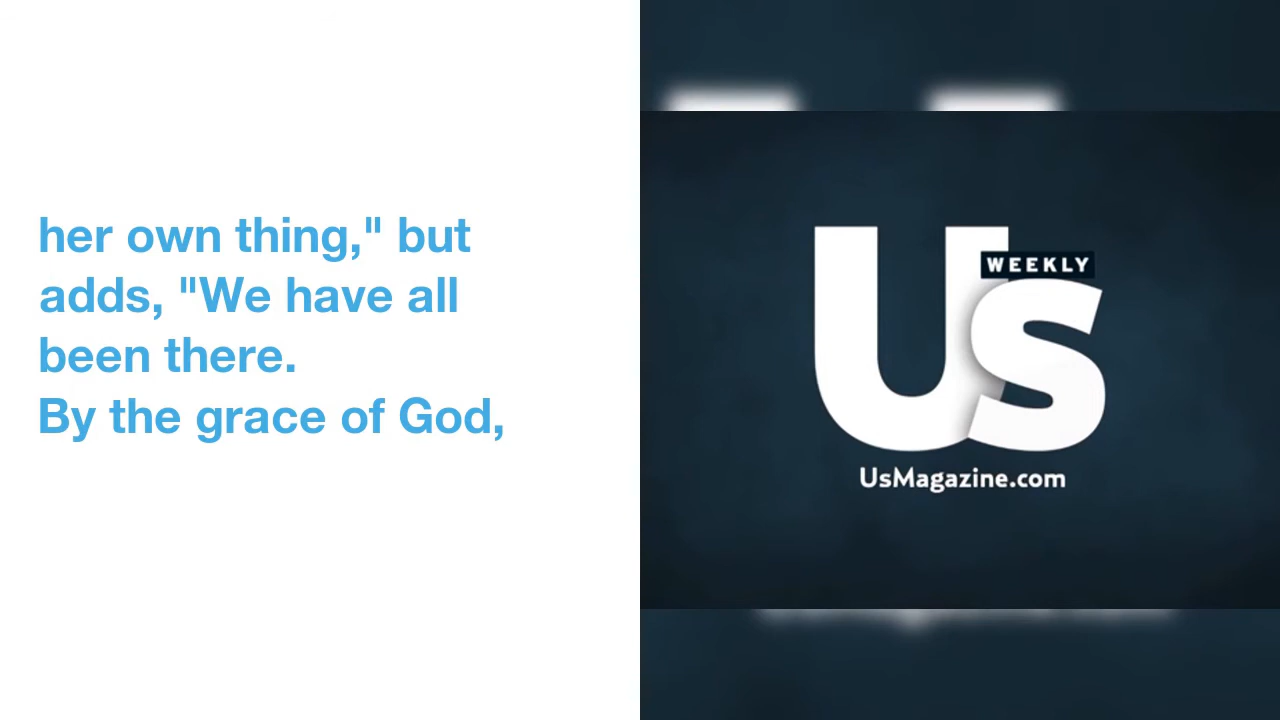 her own thing," but
adds, "We have all
been there.
By the grace of God,
Us
WEEKLY
UsMagazine.com